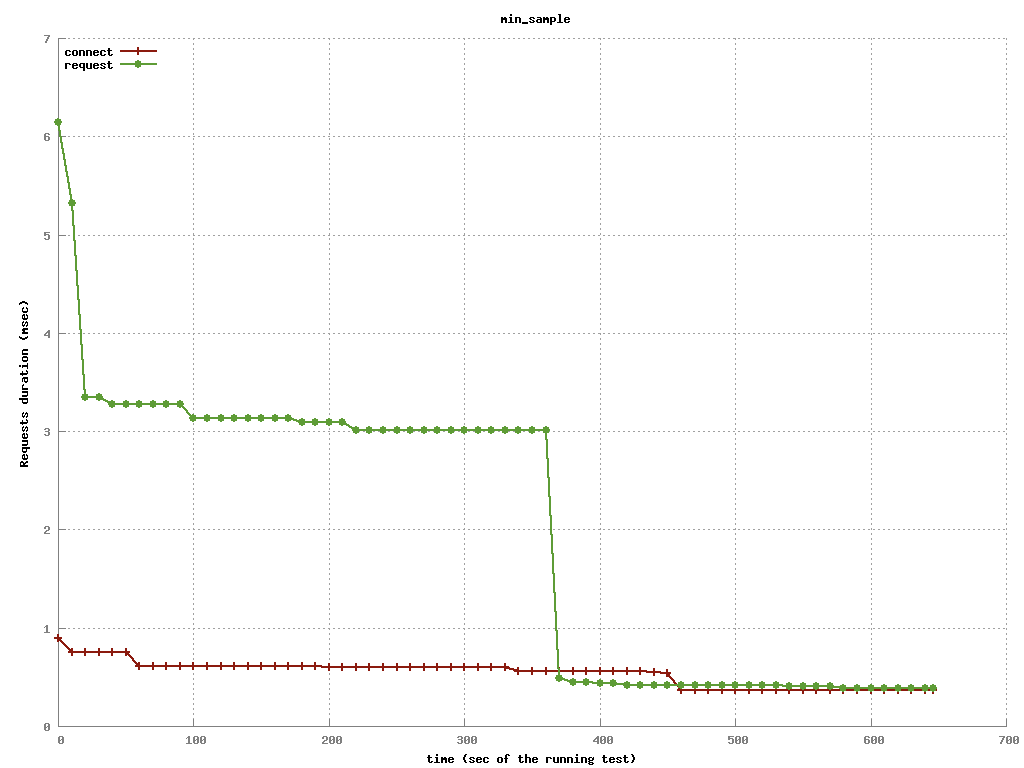 min_sample
7
connect
request
6
5
4
3
2
1
0
Requests duration (msec)
0 100 200 300 400 500 600 700
time (sec of the running test)